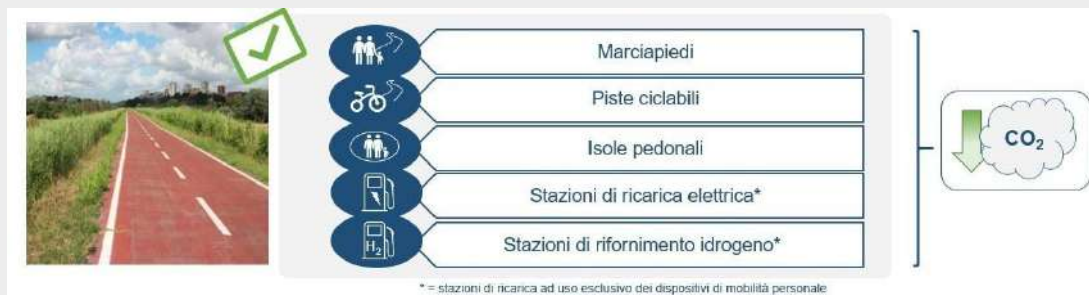 Marciapiedi
Piste ciclabili
Isole pedonali
Stazioni di ricarica elettrica*
H2
Stazioni di rifornimento idrogeno*
CO2
* = stazioni di ricarica ad uso esclusivo dei dispositivi di mobilità personale